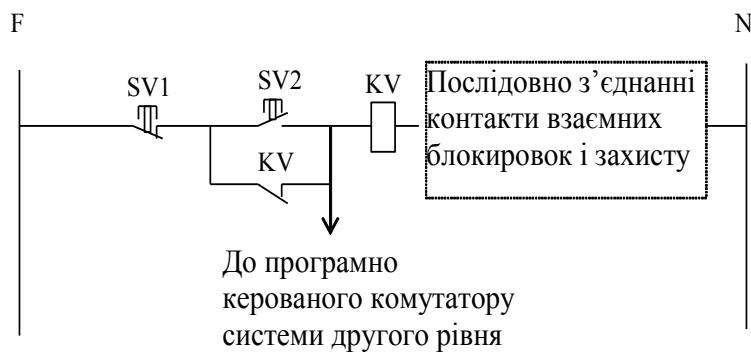 F
N
SV1
SV2
KV
Послідовно з’єднанні
контакти взаємних
блокировок і захисту
KV
До програмно
керованого комутатору
системи другого рівня